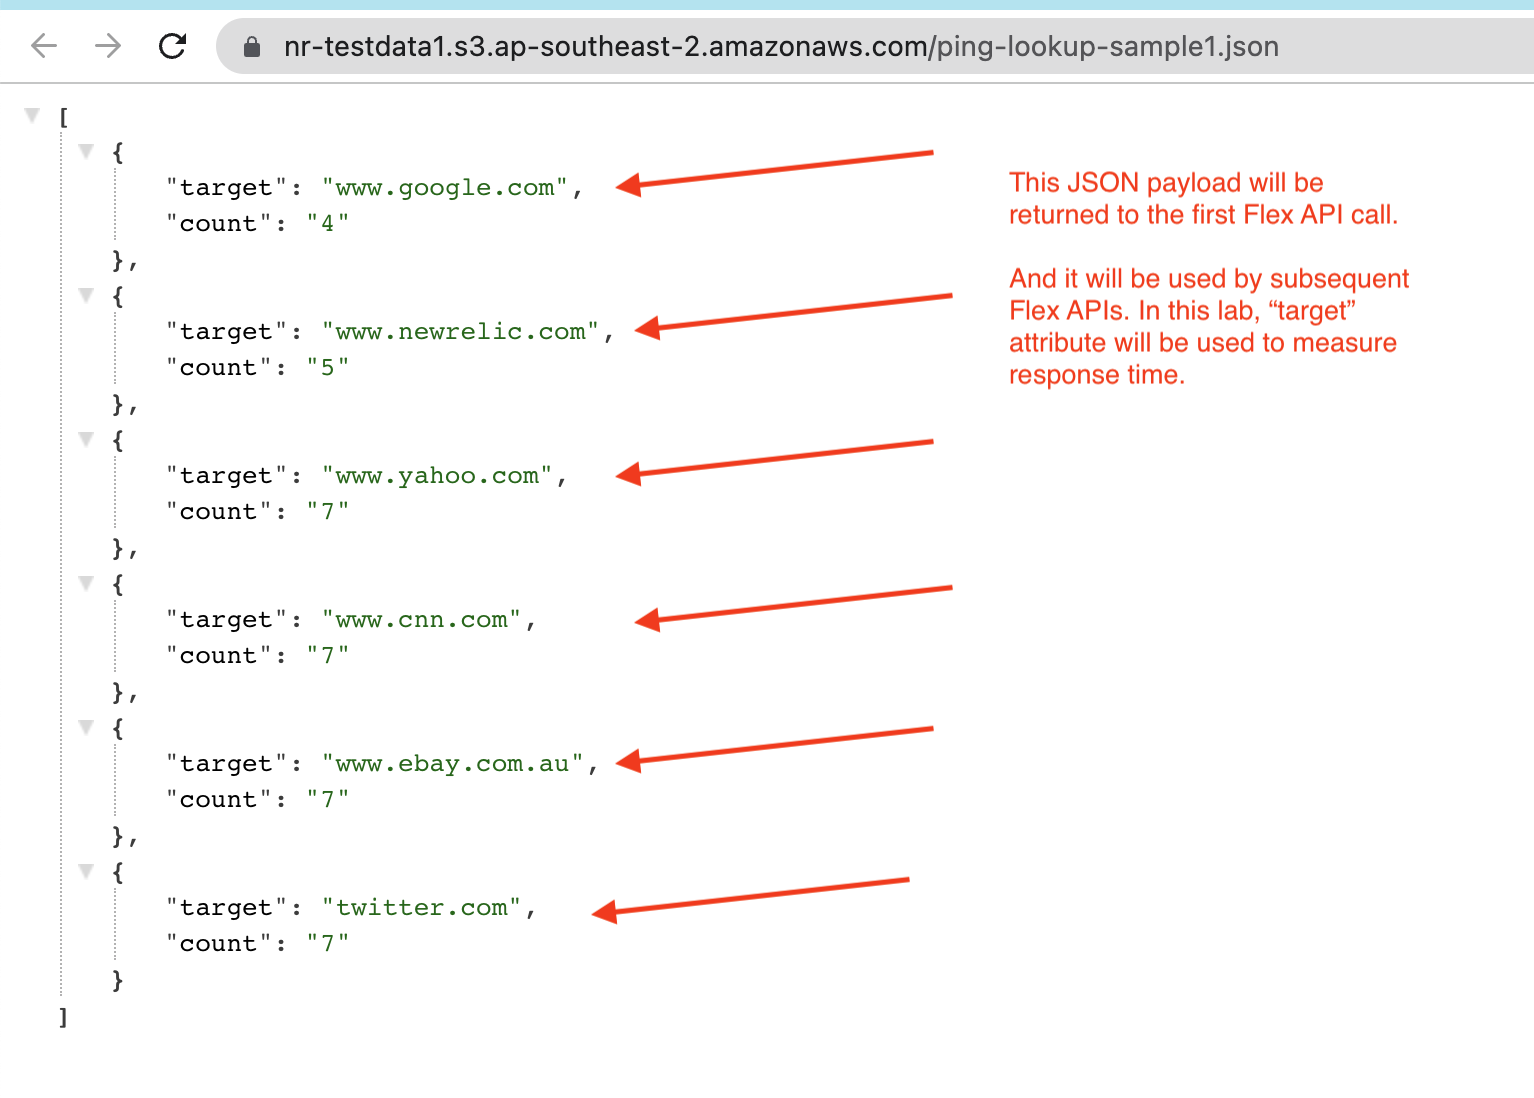 nr-testdata1.s3.ap-southeast-2.amazonaws.com/ping-lookup-sample1.json
[
{
"target": "www.google.com",
"count": "4"
},
{
"target": "www.newrelic.com",
"count": "5"
},
{
"target": "www.yahoo.com",
"count": "7"
},
{
"target": "www.cnn.com",
"count": "7"
},
{
"target": "www.ebay.com.au",
"count": "7"
},
{
"target": "twitter.com",
"count": "7"
}
]
This JSON payload will be
returned to the first Flex API call.
And it will be used by subsequent
Flex APIs. In this lab, “target”
attribute will be used to measure
response time.